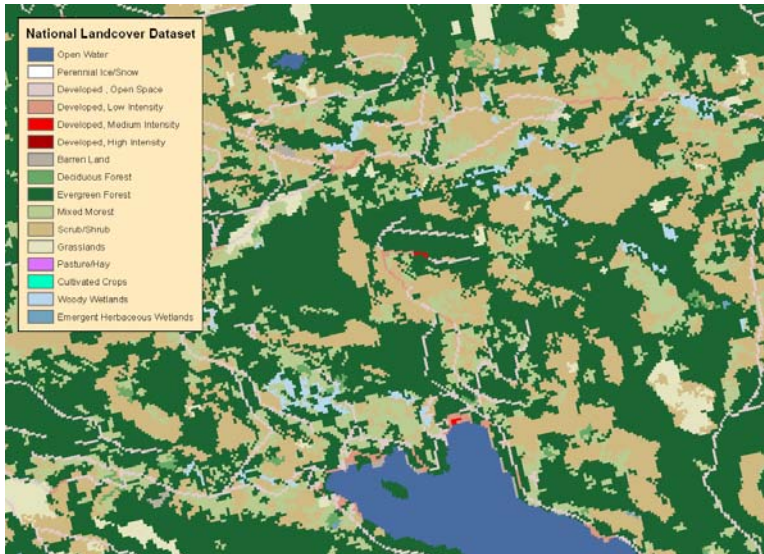 National Landcover Dataset
Open Water
Perennial Ice/Snow
Developed , Open Space
Developed, Low Intensity
Developed, Medium Intensity
Developed, High Intensity
Barren Land
Deciduous Forest
Evergreen Forest
Mixed Morest
Scrub/Shrub
Grasslands
Pasture/Hay
Cultivated Crops
Woody Wetlands
Emergent Herbaceous Wetlands